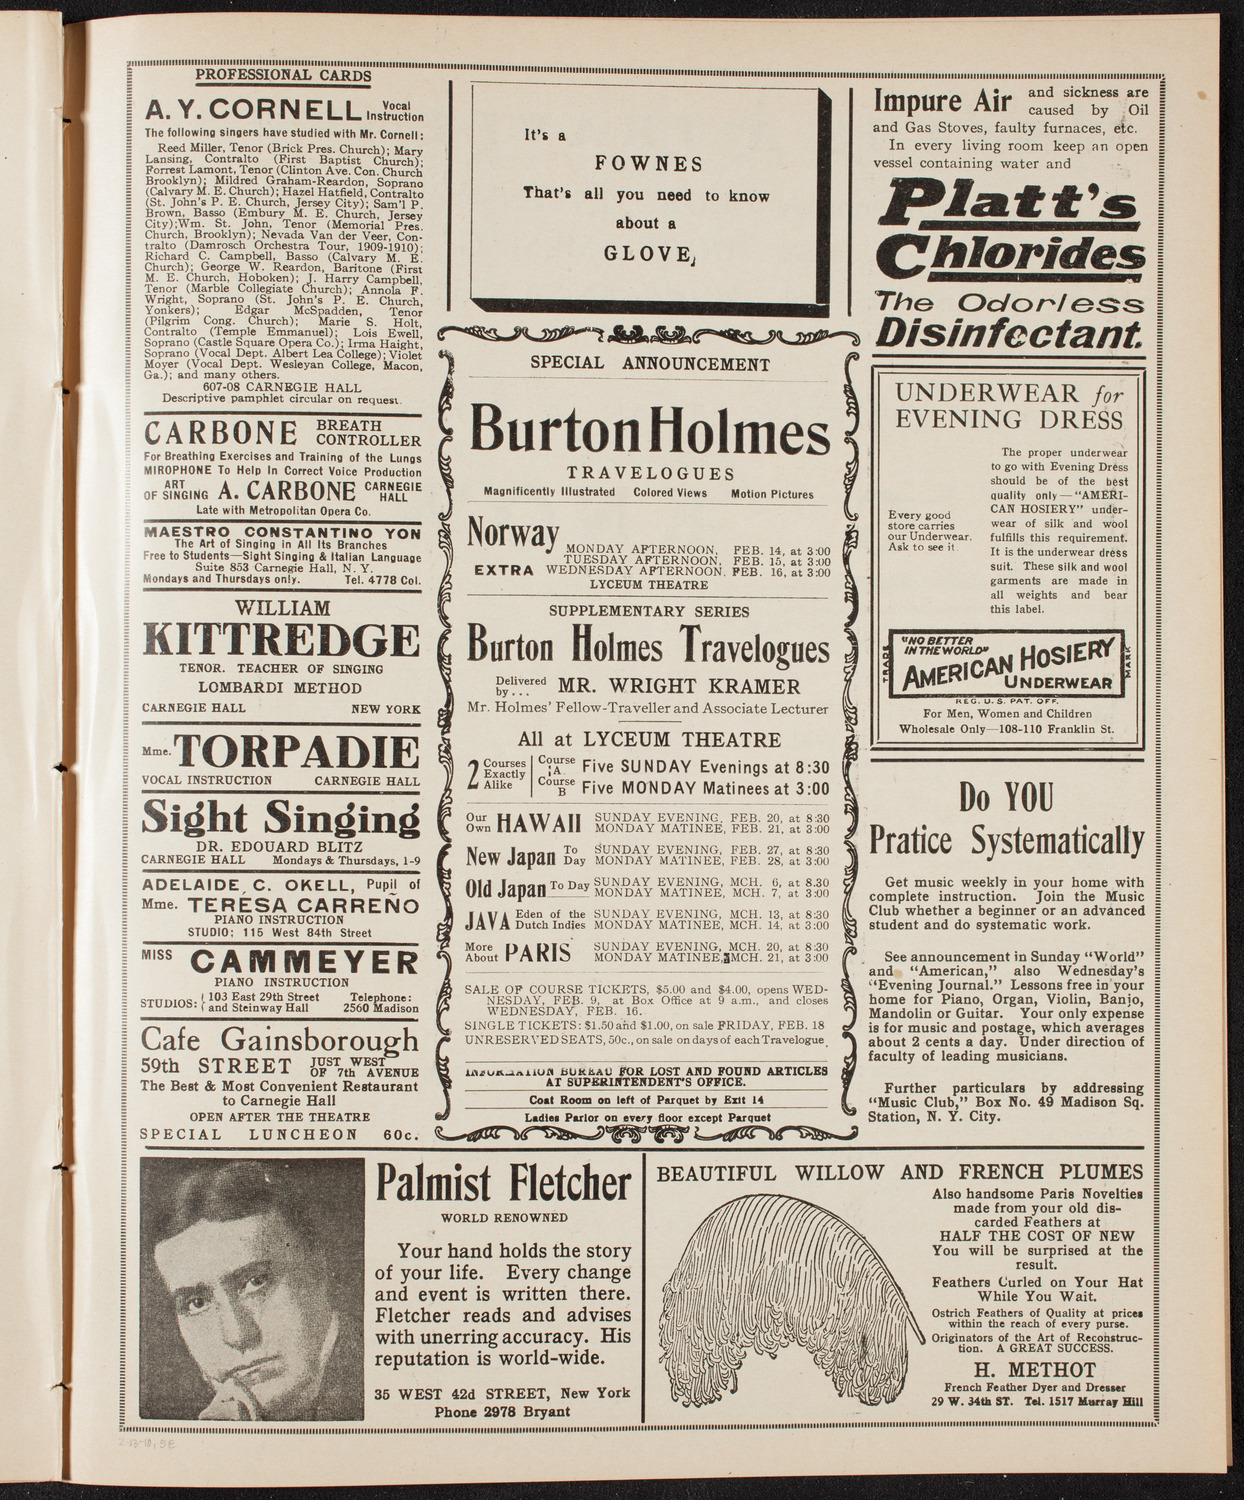 PROFESSIONAL CARDS
A. Y. CORNELL Vocal Instruction
The following singers have studied with Mr. Cornell:
Reed Miller, Tenor (Brick Pres. Church); Mary
Lansing, Contralto (First Baptist Church);
Forrest Lamont, Tenor (Clinton Ave. Con. Church
Brooklyn); Mildred Graham-Reardon, Soprano
(Calvary M. E. Church); Hazel Hatfield, Contralto
(St. John's P. E. Church, Jersey City); Sam'l P.
Brown, Basso (Embury M. E. Church, Jersey
City); Wm. St. John, Tenor (Memorial Pres.
Church, Brooklyn); Nevada Van der Veer, Con-
tralto (Damrosch Orchestra Tour, 1909-1910);
Richard C. Campbell, Basso (Calvary M. E.
Church); George W. Reardon, Baritone (First
M. E. Church, Hoboken); J. Harry Campbell,
Tenor (Marble Collegiate Church); Annola F.
Wright, Soprano (St. John's P. E. Church,
Yonkers); Edgar McSpadden, Tenor
(Pilgrim Cong. Church); Marie S. Holt,
Contralto (Temple Emmanuel); Lois Ewell,
Soprano (Castle Square Opera Co.); Irma Haight,
Soprano (Vocal Dept. Albert Lea College); Violet
Moyer (Vocal Dept. Wesleyan College, Macon,
Ga.); and many others.
607-08 CARNEGIE HALL
Descriptive pamphlet circular on request.
CARBONE BREATH CONTROLLER
For Breathing Exercises and Training of the Lungs
MIROPHONE To Help In Correct Voice Production
ART OF SINGING A. CARBONE CARNEGIE HALL
Late with Metropolitan Opera Co.
MAESTRO CONSTANTINO YON
The Art of Singing in All Its Branches
Free to Students—Sight Singing & Italian Language
Suite 853 Carnegie Hall, N. Y.
Mondays and Thursdays only. Tel. 4778 Col.
WILLIAM
KITTREDGE
TENOR. TEACHER OF SINGING
LOMBARDI METHOD
CARNEGIE HALL NEW YORK
Mme. TORPADIE
VOCAL INSTRUCTION CARNEGIE HALL
Sight Singing
DR. EDOUARD BLITZ
CARNEGIE HALL Mondays & Thursdays, 1-9
ADELAIDE C. OKELL, Pupil of
Mme. TERESA CARREÑO
PIANO INSTRUCTION
STUDIO; 115 West 84th Street
MISS CAMMEYER
PIANO INSTRUCTION
STUDIOS: { 103 East 29th Street Telephone:
and Steinway Hall 2560 Madison
Cafe Gainsborough
59th STREET JUST WEST OF 7th AVENUE
The Best & Most Convenient Restaurant
to Carnegie Hall
OPEN AFTER THE THEATRE
SPECIAL LUNCHEON 60c.
It's a
FOWNES
That's all you need to know
about a
GLOVE,
SPECIAL ANNOUNCEMENT
Burton Holmes
TRAVELOGUES
Magnificently Illustrated Colored Views Motion Pictures
Norway
MONDAY AFTERNOON, FEB. 14, at 3:00
TUESDAY AFTERNOON, FEB. 15, at 3:00
EXTRA WEDNESDAY AFTERNOON, FEB. 16, at 3:00
LYCEUM THEATRE
SUPPLEMENTARY SERIES
Burton Holmes Travelogues
Delivered by... MR. WRIGHT KRAMER
Mr. Holmes' Fellow-Traveller and Associate Lecturer
All at LYCEUM THEATRE
2 Courses Exactly Alike
Course A Five SUNDAY Evenings at 8:30
Course B Five MONDAY Matinees at 3:00
Our Own HAWAII SUNDAY EVENING, FEB. 20, at 8:30
MONDAY MATINEE, FEB. 21, at 3:00
New Japan To Day SUNDAY EVENING, FEB. 27, at 8:30
MONDAY MATINEE, FEB. 28, at 3:00
Old Japan To Day SUNDAY EVENING, MCH. 6, at 8.30
MONDAY MATINEE, MCH. 7, at 3:00
JAVA Eden of the Dutch Indies SUNDAY EVENING, MCH. 13, at 8:30
MONDAY MATINEE, MCH. 14, at 3:00
More About PARIS SUNDAY EVENING, MCH. 20, at 8:30
MONDAY MATINEE, MCH. 21, at 3:00
SALE OF COURSE TICKETS, $5.00 and $4.00, opens WED-
NESDAY, FEB. 9, at Box Office at 9 a.m., and closes
WEDNESDAY, FEB. 16.
SINGLE TICKETS: $1.50 and $1.00, on sale FRIDAY, FEB. 18
UNRESERVED SEATS, 50c., on sale on days of each Travelogue.
INFORMATION BUREAU FOR LOST AND FOUND ARTICLES
AT SUPERINTENDENT'S OFFICE.
Coat Room on left of Parquet by Exit 14
Ladies Parlor on every floor except Parquet
Impure Air and sickness are
caused by Oil
and Gas Stoves, faulty furnaces, etc.
In every living room keep an open
vessel containing water and
Platt's
Chlorides
The Odorless
Disinfectant.
UNDERWEAR for
EVENING DRESS
The proper underwear
to go with Evening Dress
should be of the best
quality only—"AMERI-
CAN HOSIERY" under-
wear of silk and wool
fulfills this requirement.
It is the underwear dress
suit. These silk and wool
garments are made in
all weights and bear
this label.
Every good
store carries
our Underwear.
Ask to see it.
TRADE MARK
"NO BETTER
IN THE WORLD"
AMERICAN HOSIERY
UNDERWEAR
REG. U. S. PAT. OFF.
For Men, Women and Children
Wholesale Only—108-110 Franklin St.
Do YOU
Pratice Systematically
Get music weekly in your home with
complete instruction. Join the Music
Club whether a beginner or an advanced
student and do systematic work.
See announcement in Sunday "World"
and "American," also Wednesday's
"Evening Journal." Lessons free in your
home for Piano, Organ, Violin, Banjo,
Mandolin or Guitar. Your only expense
is for music and postage, which averages
about 2 cents a day. Under direction of
faculty of leading musicians.
Further particulars by addressing
"Music Club," Box No. 49 Madison Sq.
Station, N. Y. City.
Palmist Fletcher
WORLD RENOWNED
Your hand holds the story
of your life. Every change
and event is written there.
Fletcher reads and advises
with unerring accuracy. His
reputation is world-wide.
35 WEST 42d STREET, New York
Phone 2978 Bryant
BEAUTIFUL WILLOW AND FRENCH PLUMES
Also handsome Paris Novelties
made from your old dis-
carded Feathers at
HALF THE COST OF NEW
You will be surprised at the
result.
Feathers Curled on Your Hat
While You Wait.
Ostrich Feathers of Quality at prices
within the reach of every purse.
Originators of the Art of Reconstruc-
tion. A GREAT SUCCESS.
H. METHOT
French Feather Dyer and Dresser
29 W. 34th ST. Tel. 1517 Murray Hill